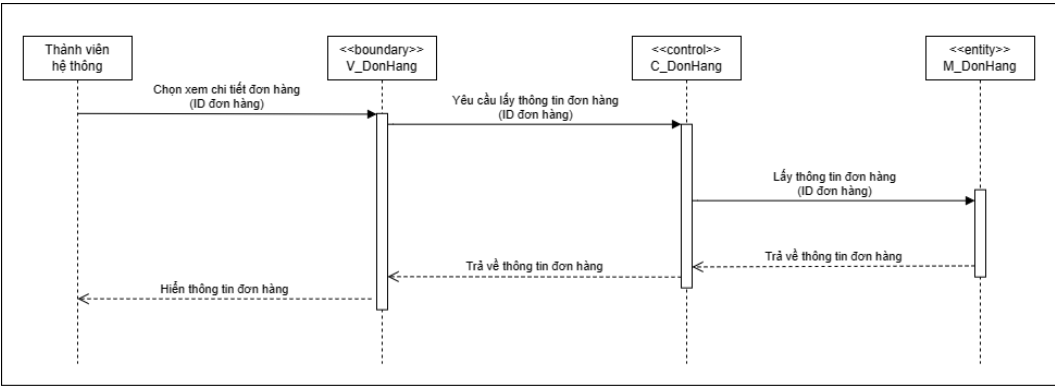 Thành viên
hệ thông
<<boundary>>
V_DonHang
<<control>>
C_DonHang
<<entity>>
M_DonHang
Chọn xem chi tiết đơn hàng
(ID đơn hàng)
Yêu cầu lấy thông tin đơn hàng
(ID đơn hàng)
Lấy thông tin đơn hàng
(ID đơn hàng)
Trả về thông tin đơn hàng
Trả về thông tin đơn hàng
Hiển thông tin đơn hàng